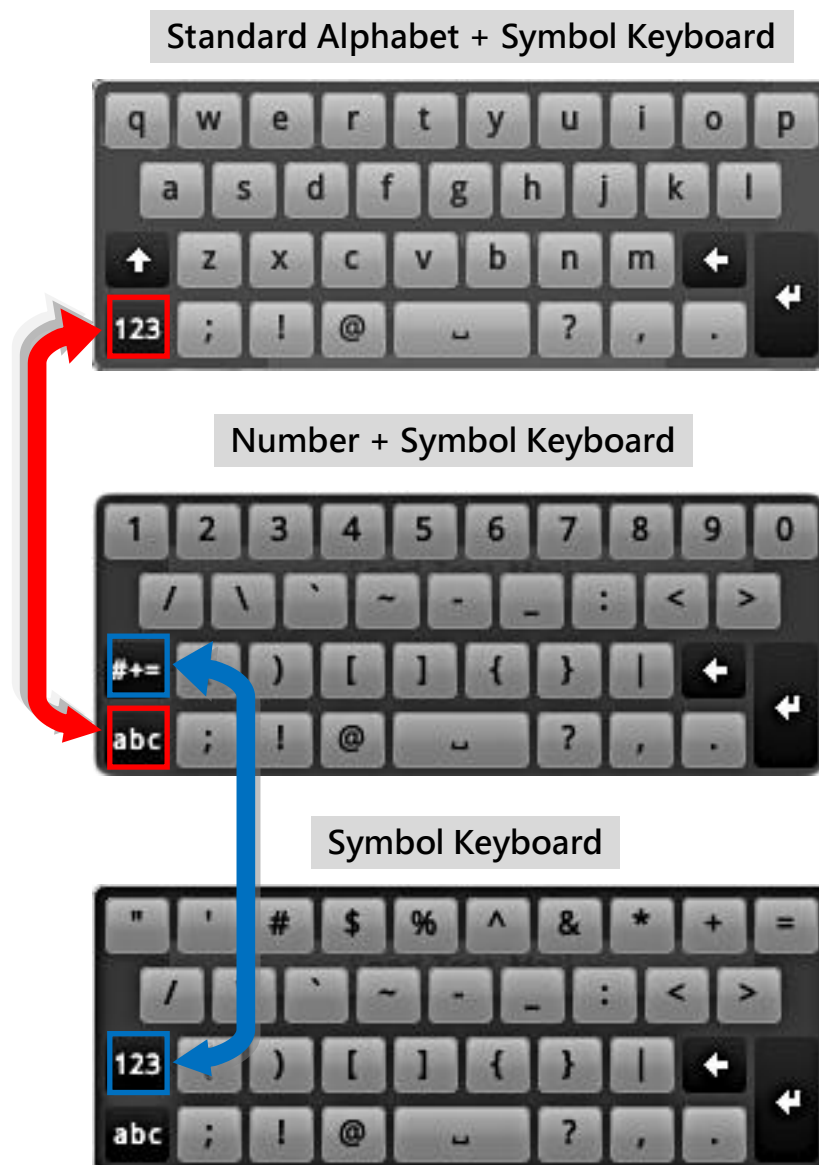 Standard Alphabet + Symbol Keyboard
q w e r t y u i o p
a s d f g h j k l
z x c v b n m
123 ; ! @ ␣ ? , .
Number + Symbol Keyboard
1 2 3 4 5 6 7 8 9 0
/ \ ` ~ - _ : < >
#+= ) [ ] { } |
abc ; ! @ ␣ ? , .
Symbol Keyboard
" ' # $ % ^ & * + =
/ ` ~ - _ : < >
123 ) [ ] { } |
abc ; ! @ ␣ ? , .